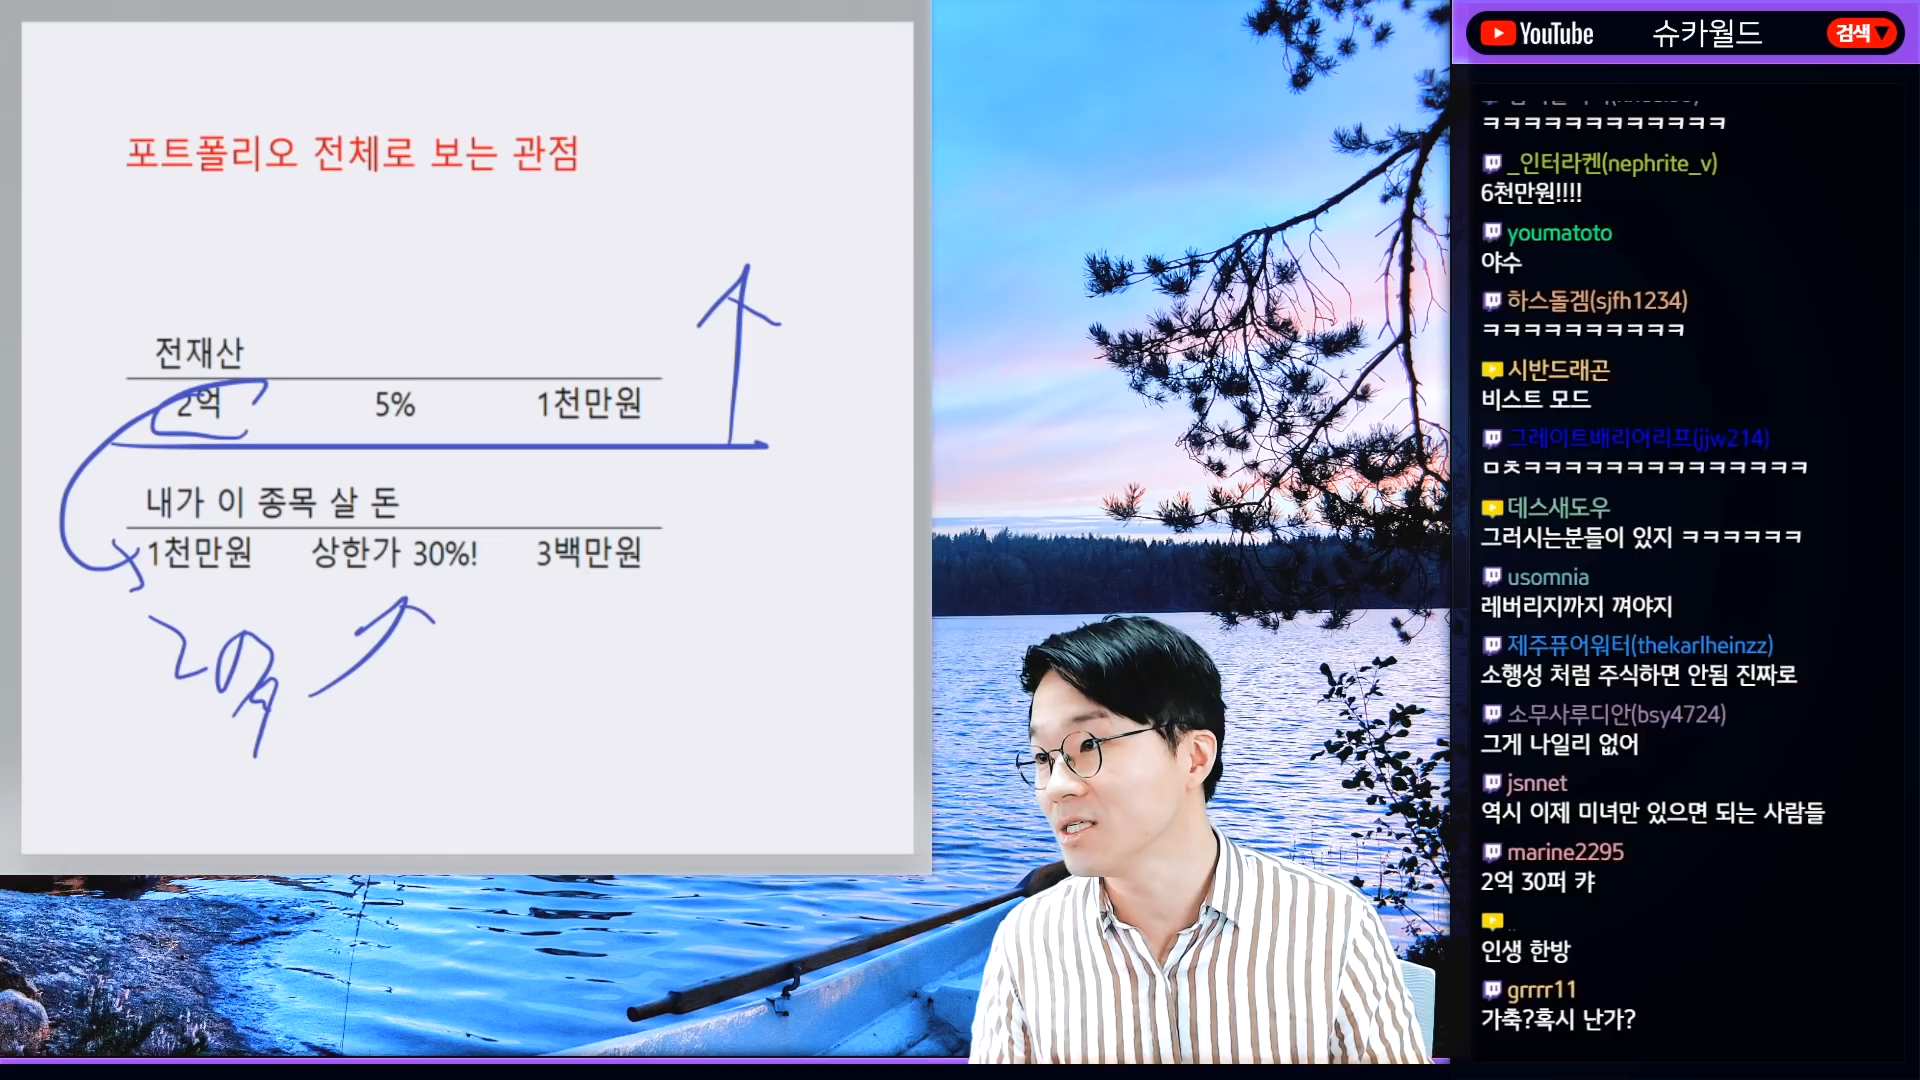 포트폴리오 전체로 보는 관점
전재산
2억 5% 1천만원
내가 이 종목 살 돈
1천만원 상한가 30%! 3백만원
2억
YouTube 슈카월드 검색▼
ㅋㅋㅋㅋㅋㅋㅋㅋㅋㅋㅋㅋ
_인터라켄(nephrite_v)
6천만원!!!!
youmatoto
야수
하스돌겜(sjfh1234)
ㅋㅋㅋㅋㅋㅋㅋㅋㅋㅋ
시반드래곤
비스트 모드
그레이트배리어리프(jjw214)
ㅁㅊㅋㅋㅋㅋㅋㅋㅋㅋㅋㅋㅋㅋㅋㅋ
데스섀도우
그러시는분들이 있지 ㅋㅋㅋㅋㅋㅋ
usomnia
레버리지까지 껴야지
제주퓨어워터(thekarlheinzz)
소행성 처럼 주식하면 안됨 진짜로
소무사루디안(bsy4724)
그게 나일리 없어
jsnnet
역시 이제 미녀만 있으면 되는 사람들
marine2295
2억 30퍼 캬
..
인생 한방
grrrr11
가축?혹시 난가?